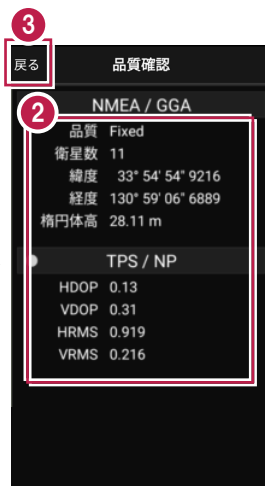 3
戻る 品質確認
2
NMEA / GGA
品質 Fixed
衛星数 11
緯度 33° 54' 54" 9216
経度 130° 59' 06" 6889
楕円体高 28.11 m
TPS / NP
HDOP 0.13
VDOP 0.31
HRMS 0.919
VRMS 0.216